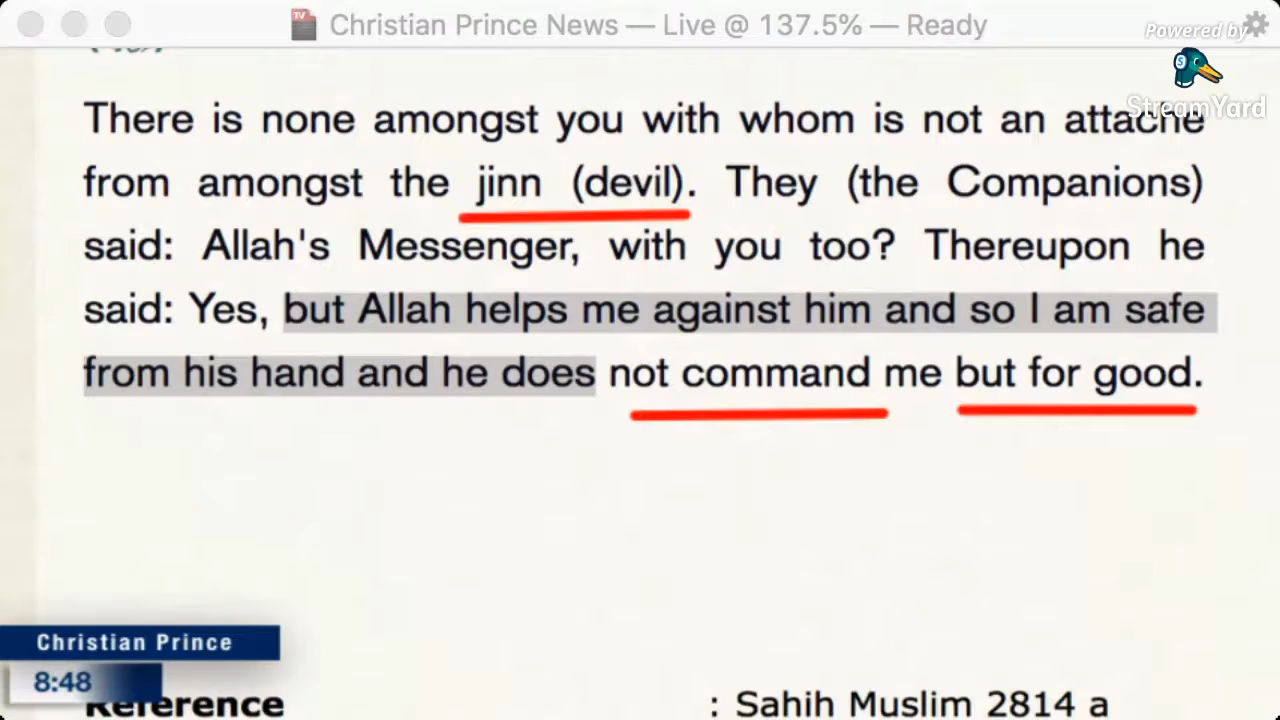 Christian Prince News — Live @ 137.5% — Ready
Powered by
StreamYard
There is none amongst you with whom is not an attache
from amongst the jinn (devil). They (the Companions)
said: Allah's Messenger, with you too? Thereupon he
said: Yes, but Allah helps me against him and so I am safe
from his hand and he does not command me but for good.
Christian Prince
8:48
Reference : Sahih Muslim 2814 a